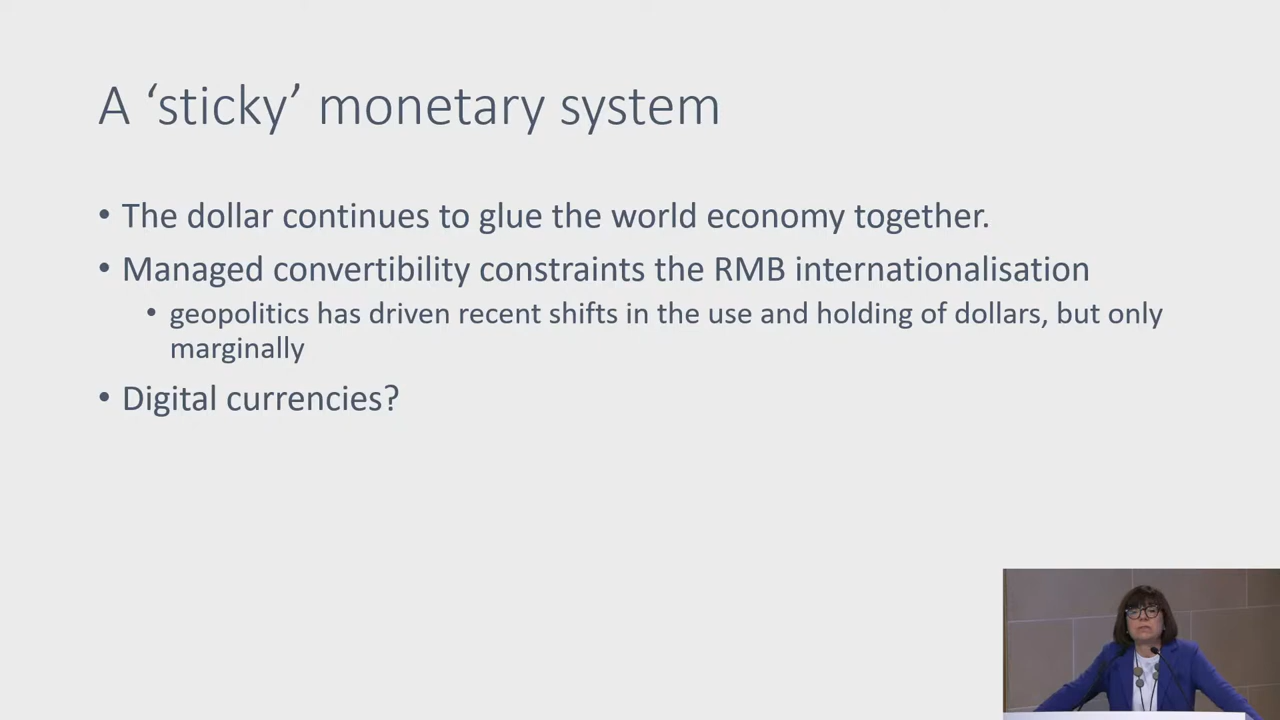 A ‘sticky’ monetary system
• The dollar continues to glue the world economy together.
• Managed convertibility constraints the RMB internationalisation
• geopolitics has driven recent shifts in the use and holding of dollars, but only
marginally
• Digital currencies?